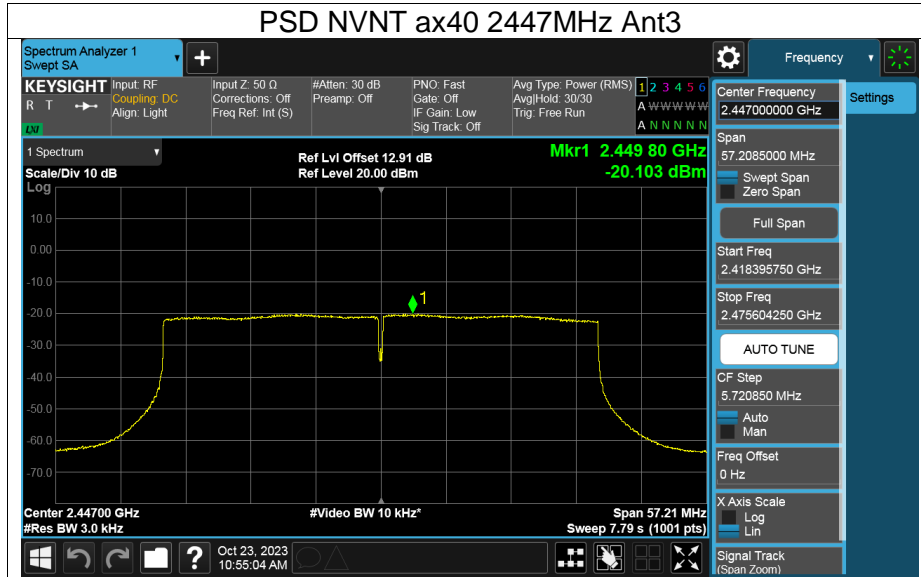 PSD NVNT ax40 2447MHz Ant3
Spectrum Analyzer 1
Swept SA
+
Frequency
KEYSIGHT
R T
LXI
Input: RF
Coupling: DC
Align: Light
Input Z: 50 Ω
Corrections: Off
Freq Ref: Int (S)
#Atten: 30 dB
Preamp: Off
PNO: Fast
Gate: Off
IF Gain: Low
Sig Track: Off
Avg Type: Power (RMS)
Avg|Hold: 30/30
Trig: Free Run
1 2 3 4 5 6
A W W W W W
A N N N N N
1 Spectrum
Scale/Div 10 dB
Log
Ref Lvl Offset 12.91 dB
Ref Level 20.00 dBm
Mkr1 2.449 80 GHz
-20.103 dBm
10.0
0.00
-10.0
-20.0
-30.0
-40.0
-50.0
-60.0
-70.0
1
Center 2.44700 GHz
#Res BW 3.0 kHz
#Video BW 10 kHz*
Span 57.21 MHz
Sweep 7.79 s (1001 pts)
?
Oct 23, 2023
10:55:04 AM
Center Frequency
2.447000000 GHz
Span
57.2085000 MHz
Swept Span
Zero Span
Full Span
Start Freq
2.418395750 GHz
Stop Freq
2.475604250 GHz
AUTO TUNE
CF Step
5.720850 MHz
Auto
Man
Freq Offset
0 Hz
X Axis Scale
Log
Lin
Signal Track
(Span Zoom)
Settings